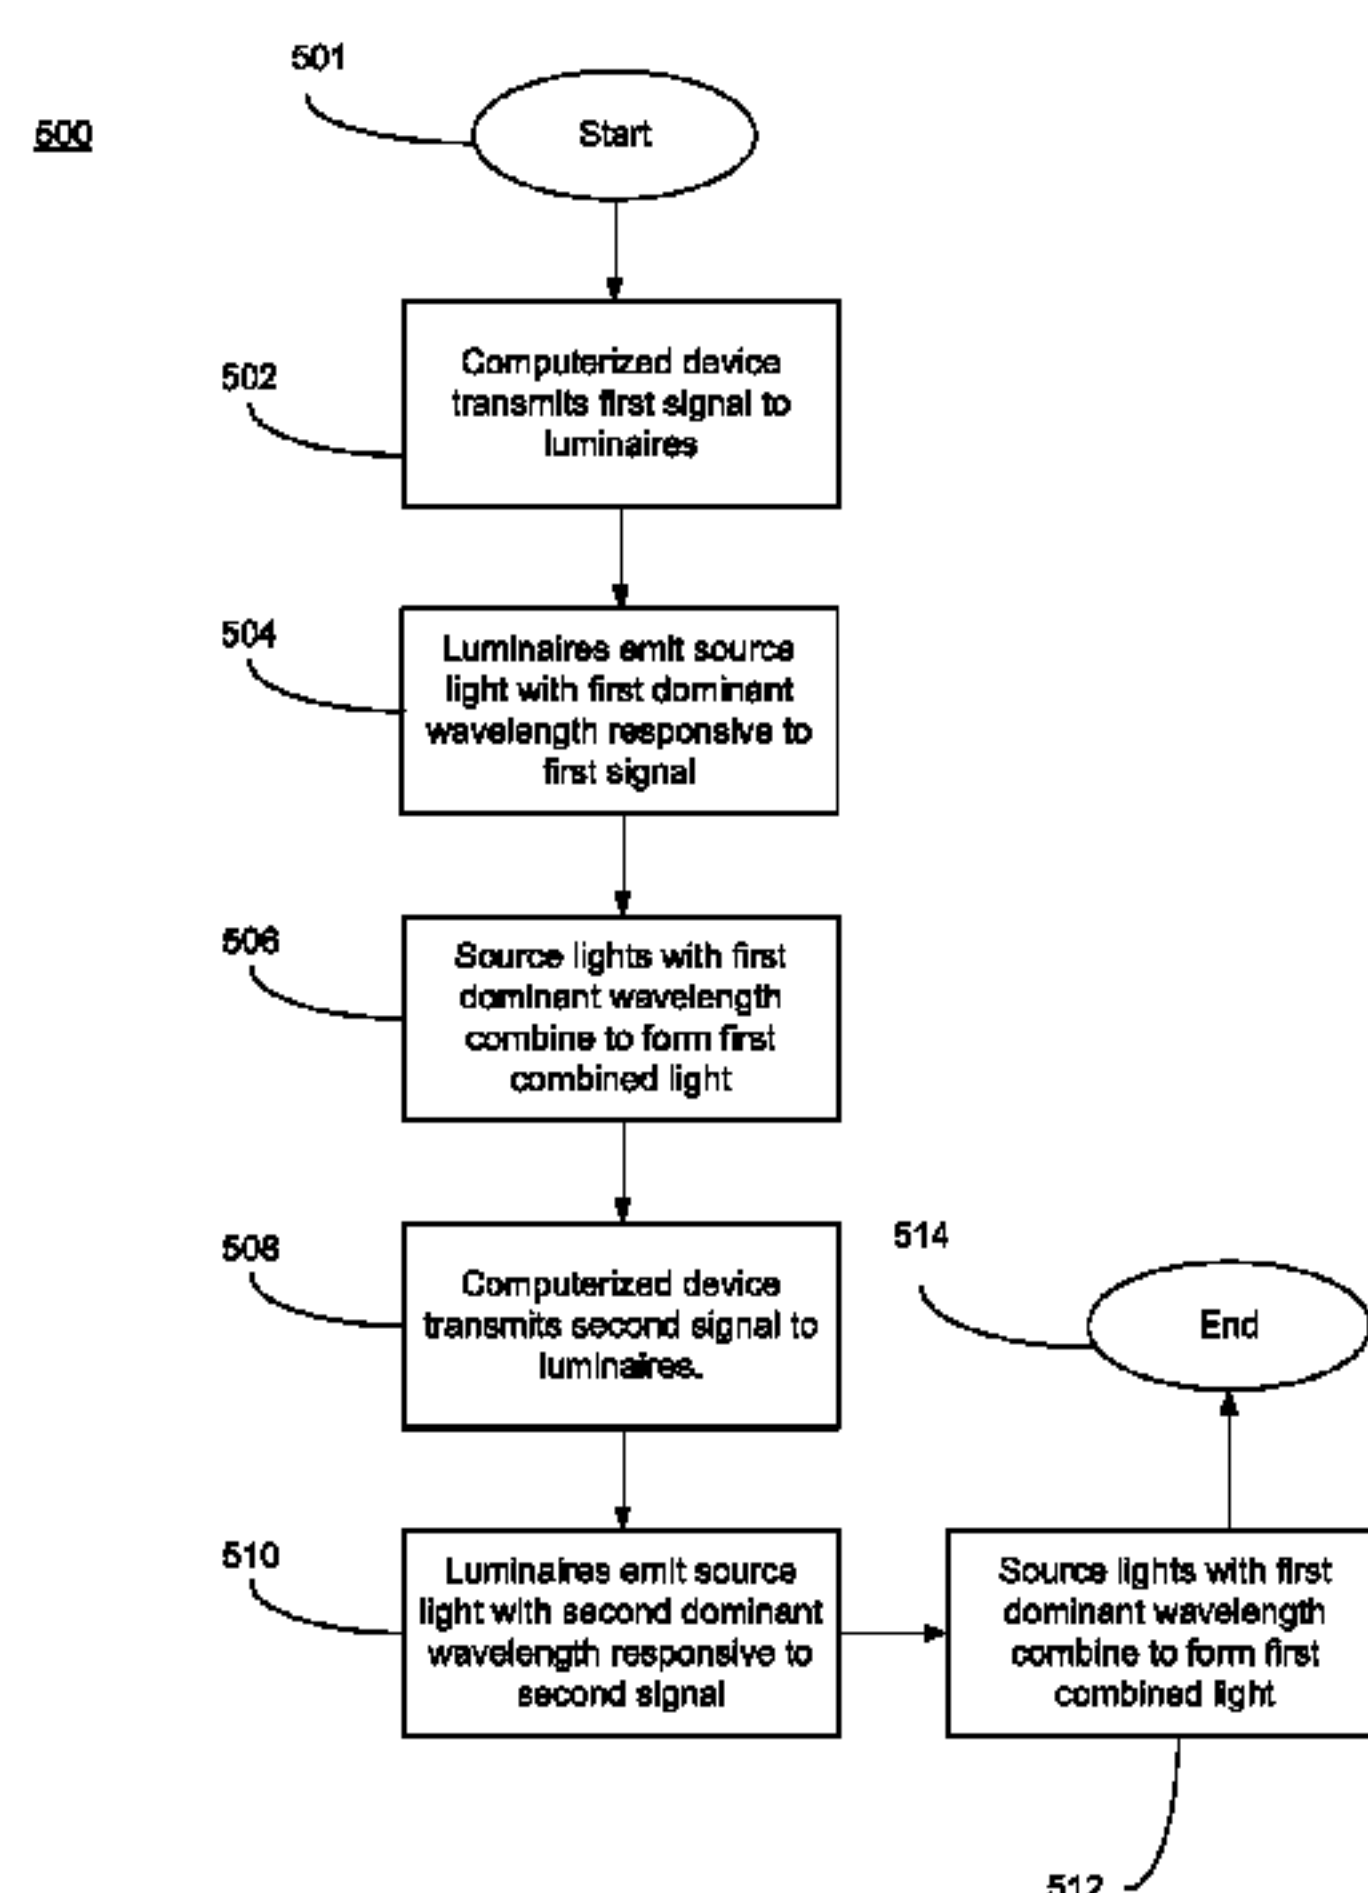 500
501
Start
502
Computerized device
transmits first signal to
luminaires
504
Luminaires emit source
light with first dominant
wavelength responsive to
first signal
506
Source lights with first
dominant wavelength
combine to form first
combined light
508
Computerized device
transmits second signal to
luminaires.
510
Luminaires emit source
light with second dominant
wavelength responsive to
second signal
514
End
Source lights with first
dominant wavelength
combine to form first
combined light
512